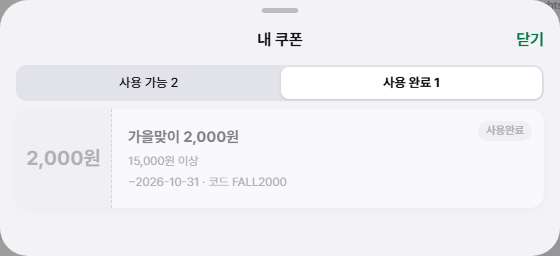 내 쿠폰
닫기
사용 가능 2
사용 완료 1
2,000원
가을맞이 2,000원
사용완료
15,000원 이상
~2026-10-31 · 코드 FALL2000